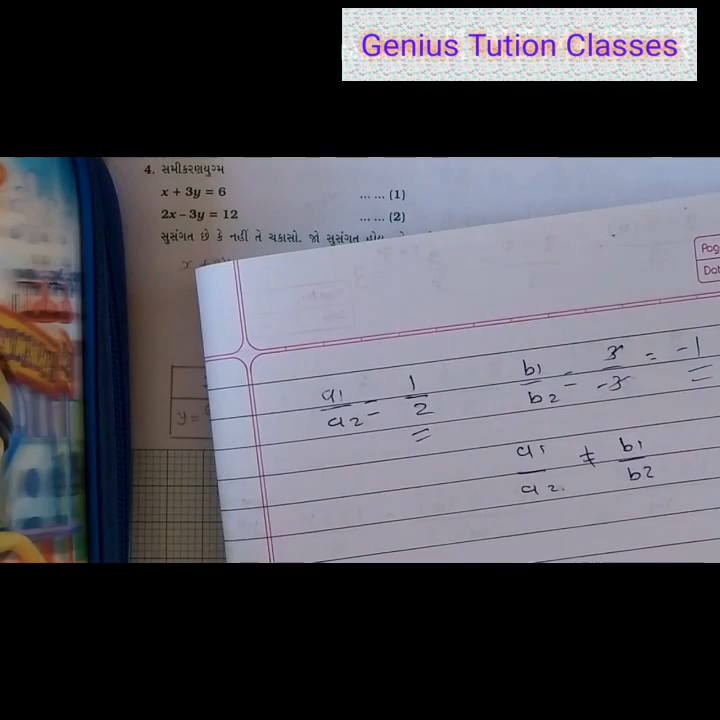 Genius Tution Classes
4. સમીકરણયુગ્મ
x + 3y = 6 ... ... (1)
2x – 3y = 12 ... ... (2)
સુસંગત છે કે નહીં તે ચકાસો. જો સુસંગત
y =
a1/a2 = 1/2
b1/b2 = 3/-3 = -1
a1/a2 ≠ b1/b2